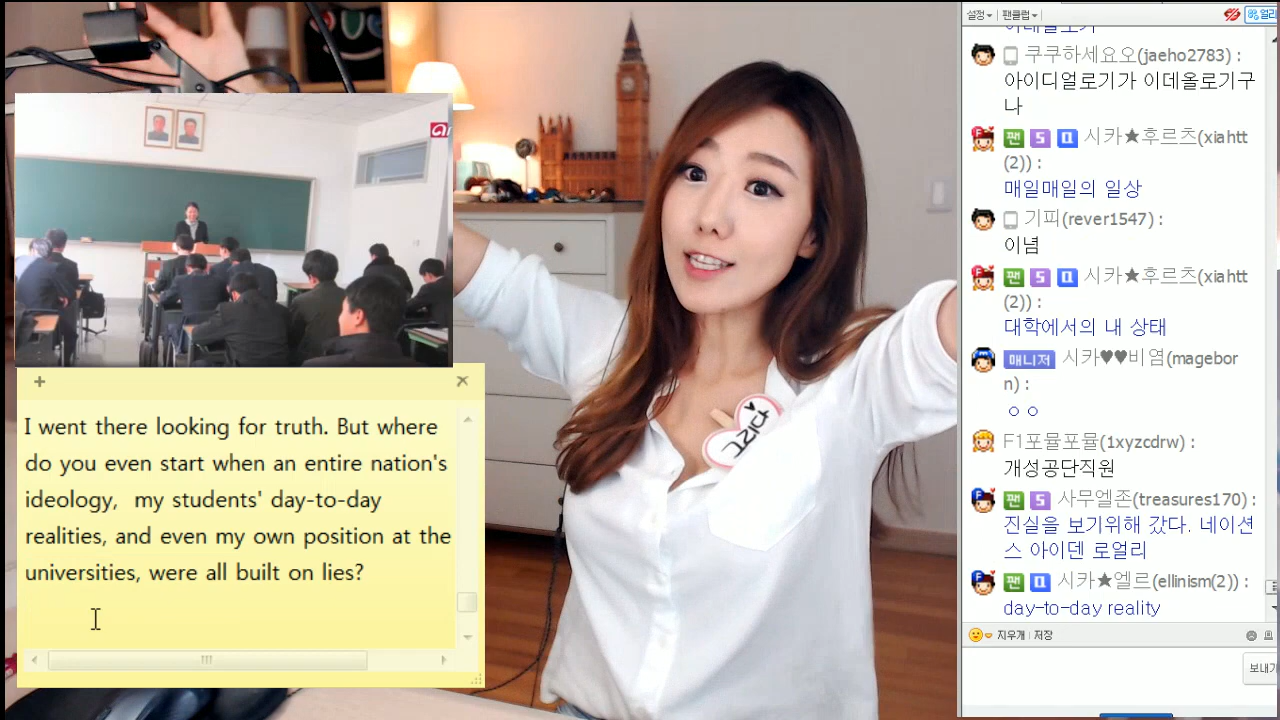 I went there looking for truth. But where
do you even start when an entire nation's
ideology,  my students' day-to-day
realities, and even my own position at the
universities, were all built on lies?
설정
팬클럽
쿠쿠하세요오(jaeho2783) :
아이디얼로기가 이데올로기구
나
팬 S 시카★후르츠(xiahtt
(2)) :
매일매일의 일상
기피(rever1547) :
이념
팬 S 시카★후르츠(xiahtt
(2)) :
대학에서의 내 상태
매니저 시카♥♥비염(magebor
n) :
ㅇㅇ
F1포뮬포뮬(1xyzcdrw) :
개성공단직원
팬 S 사무엘존(treasures170) :
진실을 보기위해 갔다. 네이션
스 아이덴 로얼리
팬 시카★엘르(ellinism(2)) :
day-to-day reality
지우개
저장
보내기